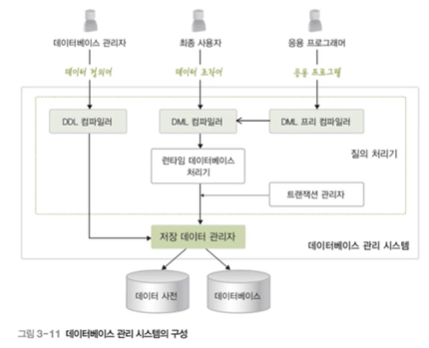 데이터베이스 관리자
최종 사용자
응용 프로그래머
데이터 정의어
데이터 조작어
응용 프로그램
DDL 컴파일러
DML 컴파일러
DML 프리 컴파일러
질의 처리기
런타임 데이터베이스
처리기
트랜잭션 관리자
저장 데이터 관리자
데이터베이스 관리 시스템
데이터 사전
데이터베이스
그림 3-11 데이터베이스 관리 시스템의 구성